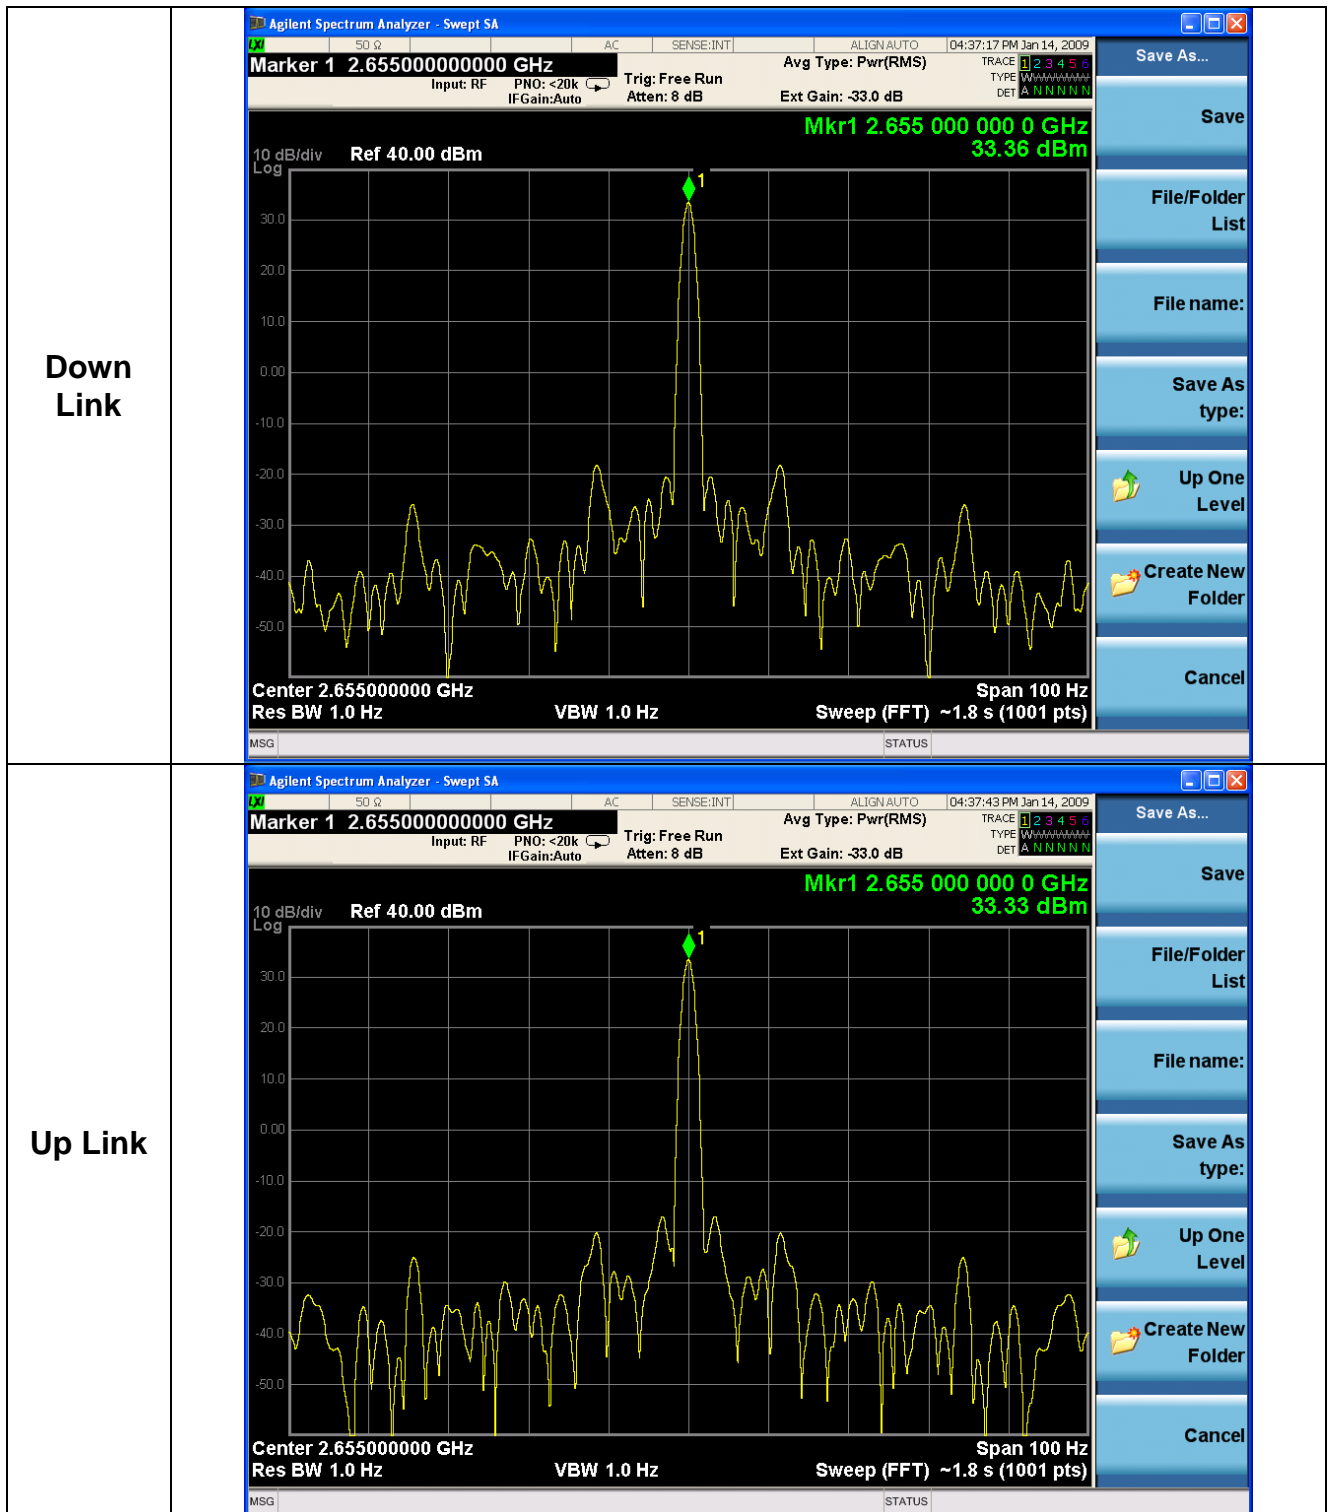 Down
Link
Agilent Spectrum Analyzer - Swept SA
LXI 50 Ω AC SENSE:INT ALIGN AUTO 04:37:17 PM Jan 14, 2009
Marker 1 2.655000000000 GHz
Input: RF PNO: <20k
IFGain:Auto
Trig: Free Run
Atten: 8 dB
Avg Type: Pwr(RMS)
Ext Gain: -33.0 dB
TRACE 1 2 3 4 5 6
TYPE WWWWWW
DET A N N N N N
Mkr1 2.655 000 000 0 GHz
33.36 dBm
10 dB/div Ref 40.00 dBm
Log
1
30.0
20.0
10.0
0.00
-10.0
-20.0
-30.0
-40.0
-50.0
Center 2.655000000 GHz Span 100 Hz
Res BW 1.0 Hz VBW 1.0 Hz Sweep (FFT) ~1.8 s (1001 pts)
MSG STATUS
Save As...
Save
File/Folder
List
File name:
Save As
type:
Up One
Level
Create New
Folder
Cancel
Up Link
Agilent Spectrum Analyzer - Swept SA
LXI 50 Ω AC SENSE:INT ALIGN AUTO 04:37:43 PM Jan 14, 2009
Marker 1 2.655000000000 GHz
Input: RF PNO: <20k
IFGain:Auto
Trig: Free Run
Atten: 8 dB
Avg Type: Pwr(RMS)
Ext Gain: -33.0 dB
TRACE 1 2 3 4 5 6
TYPE WWWWWW
DET A N N N N N
Mkr1 2.655 000 000 0 GHz
33.33 dBm
10 dB/div Ref 40.00 dBm
Log
1
30.0
20.0
10.0
0.00
-10.0
-20.0
-30.0
-40.0
-50.0
Center 2.655000000 GHz Span 100 Hz
Res BW 1.0 Hz VBW 1.0 Hz Sweep (FFT) ~1.8 s (1001 pts)
MSG STATUS
Save As...
Save
File/Folder
List
File name:
Save As
type:
Up One
Level
Create New
Folder
Cancel